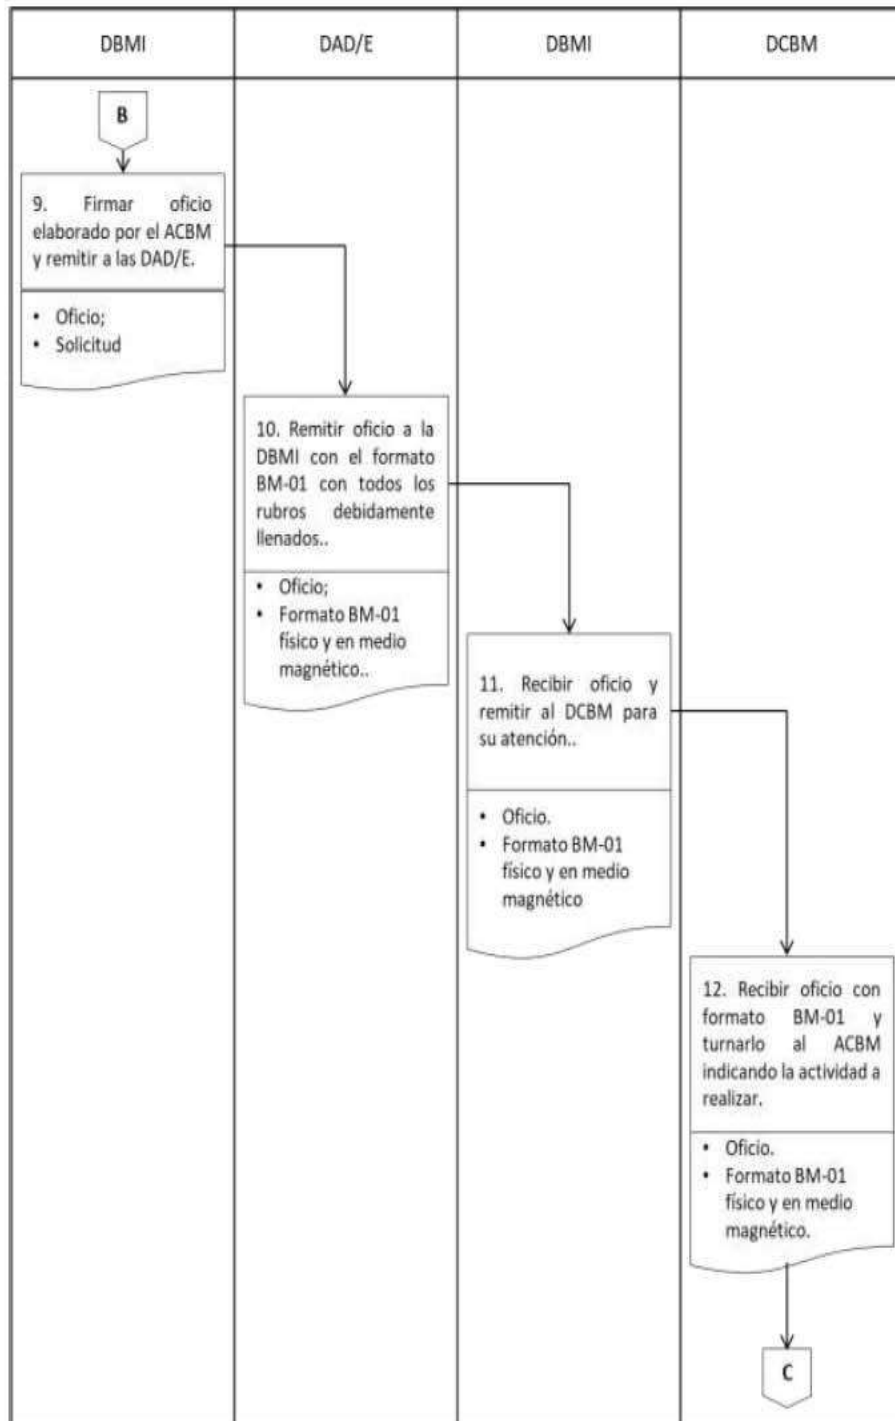 DBMI
DAD/E
DBMI
DCBM
B
9. Firmar oficio
elaborado por el ACBM
y remitir a las DAD/E.
• Oficio;
• Solicitud
10. Remitir oficio a la
DBMI con el formato
BM-01 con todos los
rubros debidamente
llenados..
• Oficio;
• Formato BM-01
físico y en medio
magnético..
11. Recibir oficio y
remitir al DCBM para
su atención..
• Oficio.
• Formato BM-01
físico y en medio
magnético
12. Recibir oficio con
formato BM-01 y
turnarlo al ACBM
indicando la actividad a
realizar.
• Oficio.
• Formato BM-01
físico y en medio
magnético.
C